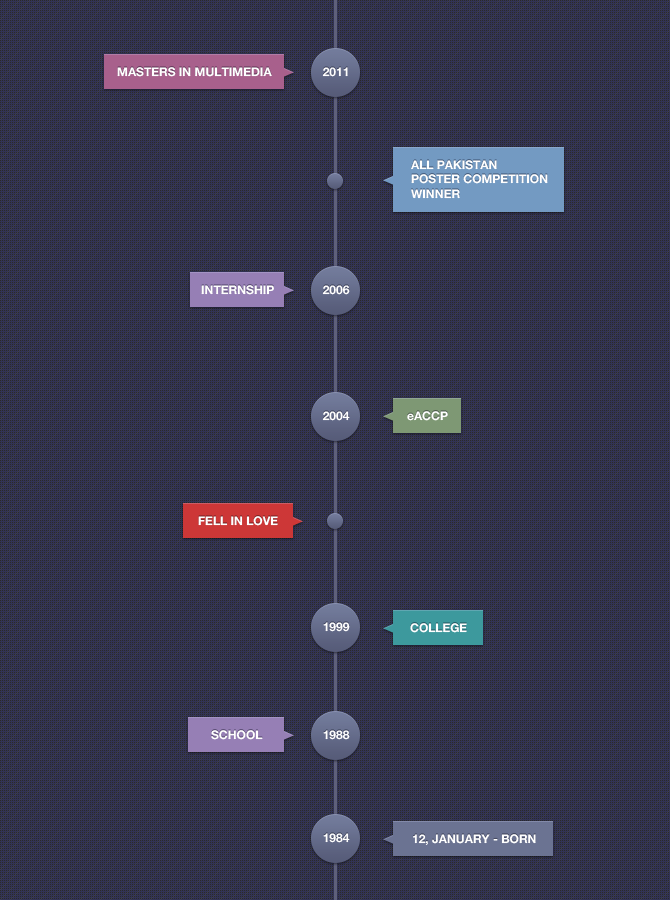 MASTERS IN MULTIMEDIA
2011
ALL PAKISTAN
POSTER COMPETITION
WINNER
INTERNSHIP
2006
2004
eACCP
FELL IN LOVE
1999
COLLEGE
SCHOOL
1988
1984
12, JANUARY - BORN